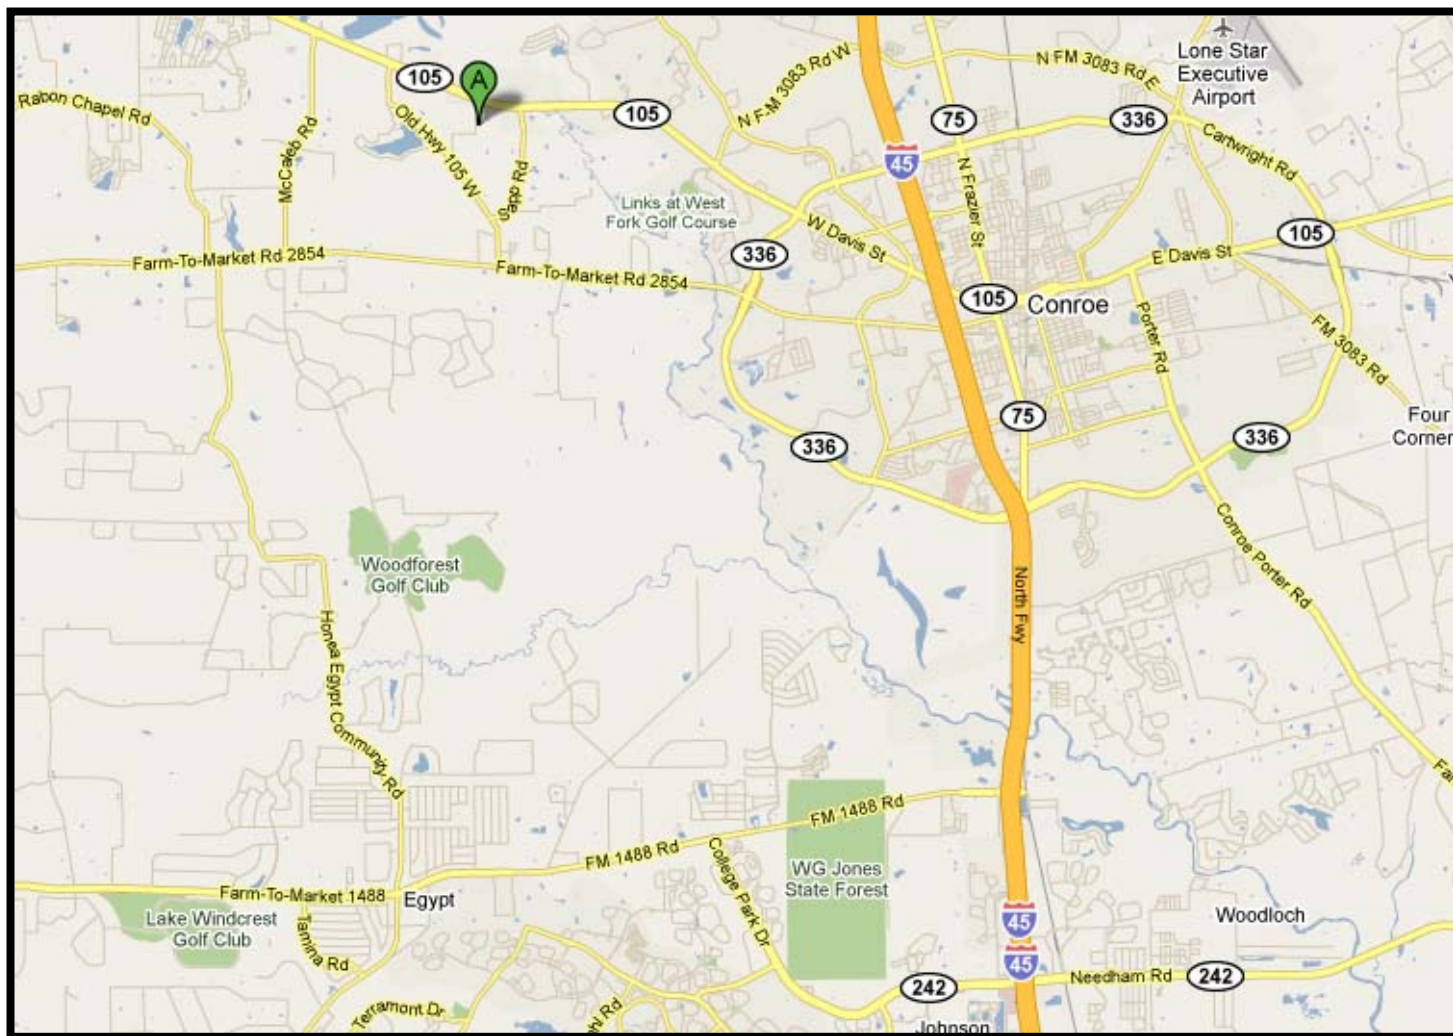 Lone Star
Executive
Airport
N FM 3083 Rd E
N F-M 3083 Rd W
105
A
105
75
336
Rabon Chapel Rd
McCaleb Rd
Old Hwy 105 W
Sapp Rd
45
N Frazier St
Cartwright Rd
Links at West
Fork Golf Course
W Davis St
336
105
E Davis St
Farm-To-Market Rd 2854
Farm-To-Market Rd 2854
105
Conroe
Porter Rd
FM 3083 Rd
75
336
336
Four
Corner
Woodforest
Golf Club
Conroe Porter Rd
North Fwy
Honea Egypt Community Rd
FM 1488 Rd
FM 1488 Rd
College Park Dr
WG Jones
State Forest
Farm-To-Market 1488
Egypt
Lake Windcrest
Golf Club
Tamina Rd
45
Woodloch
45
Needham Rd
242
242
Terramont Dr
Johnson